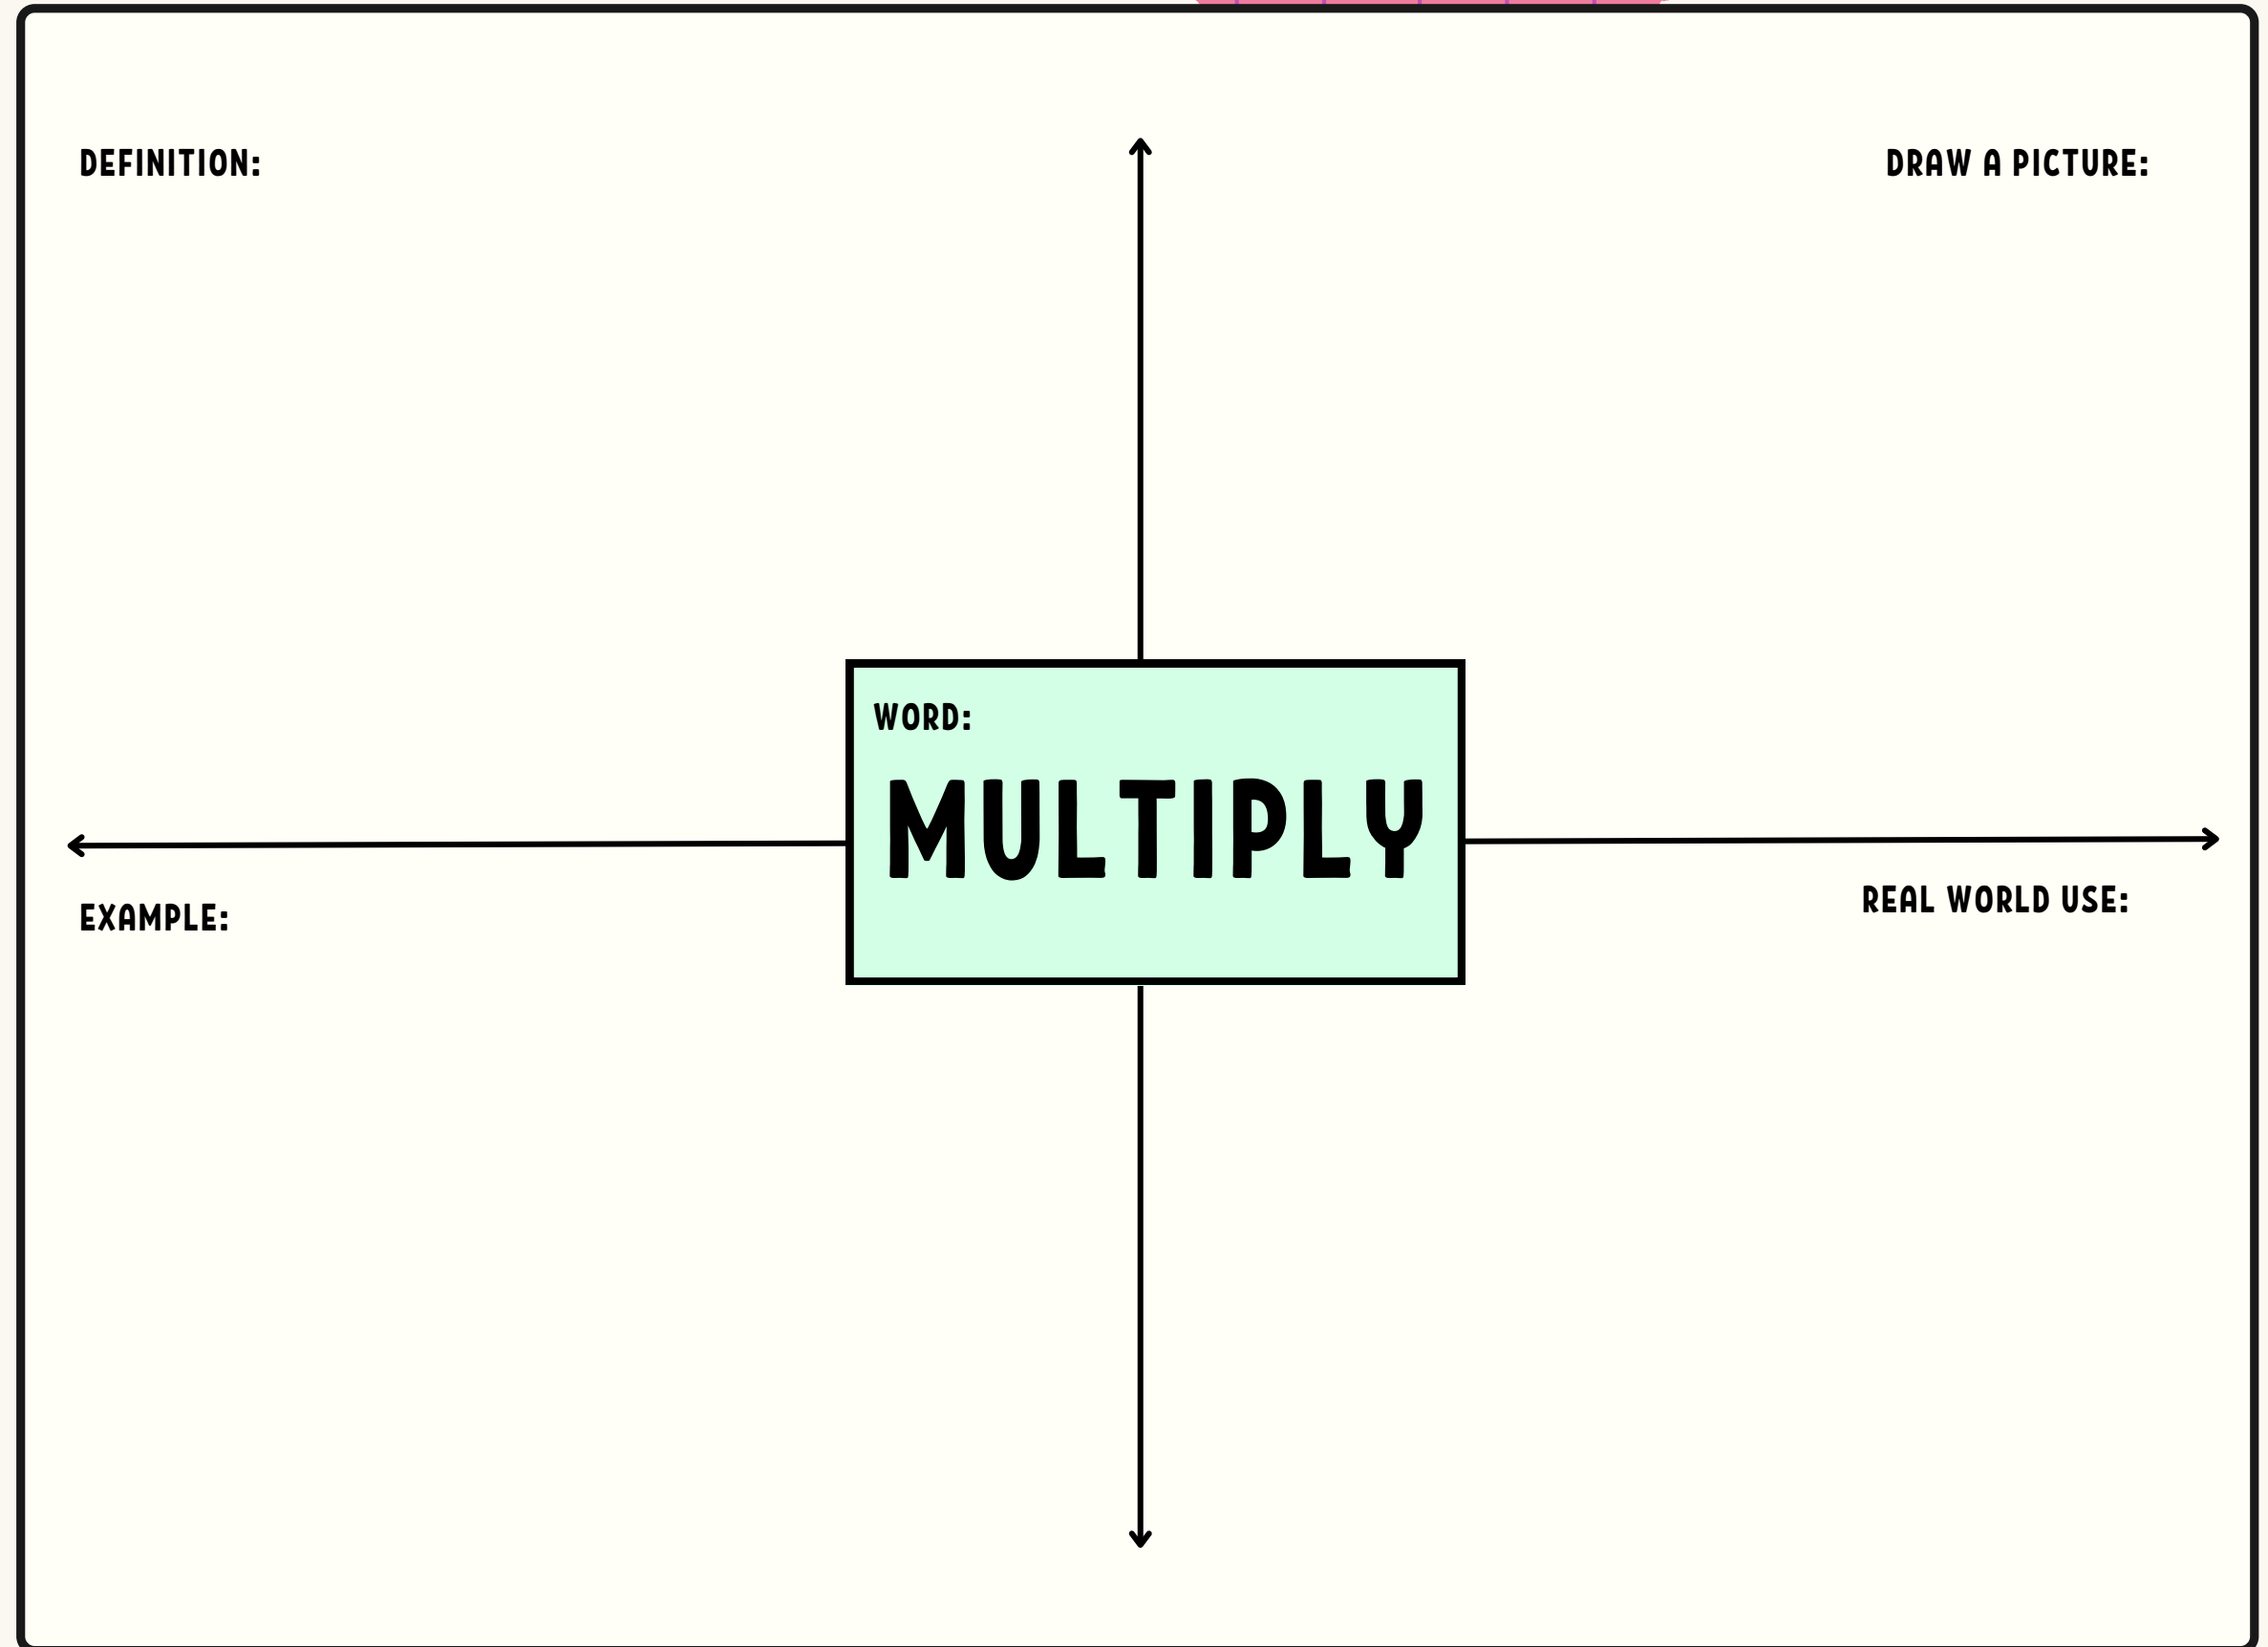 DEFINITION:
DRAW A PICTURE:
WORD:
MULTIPLY
EXAMPLE:
REAL WORLD USE: